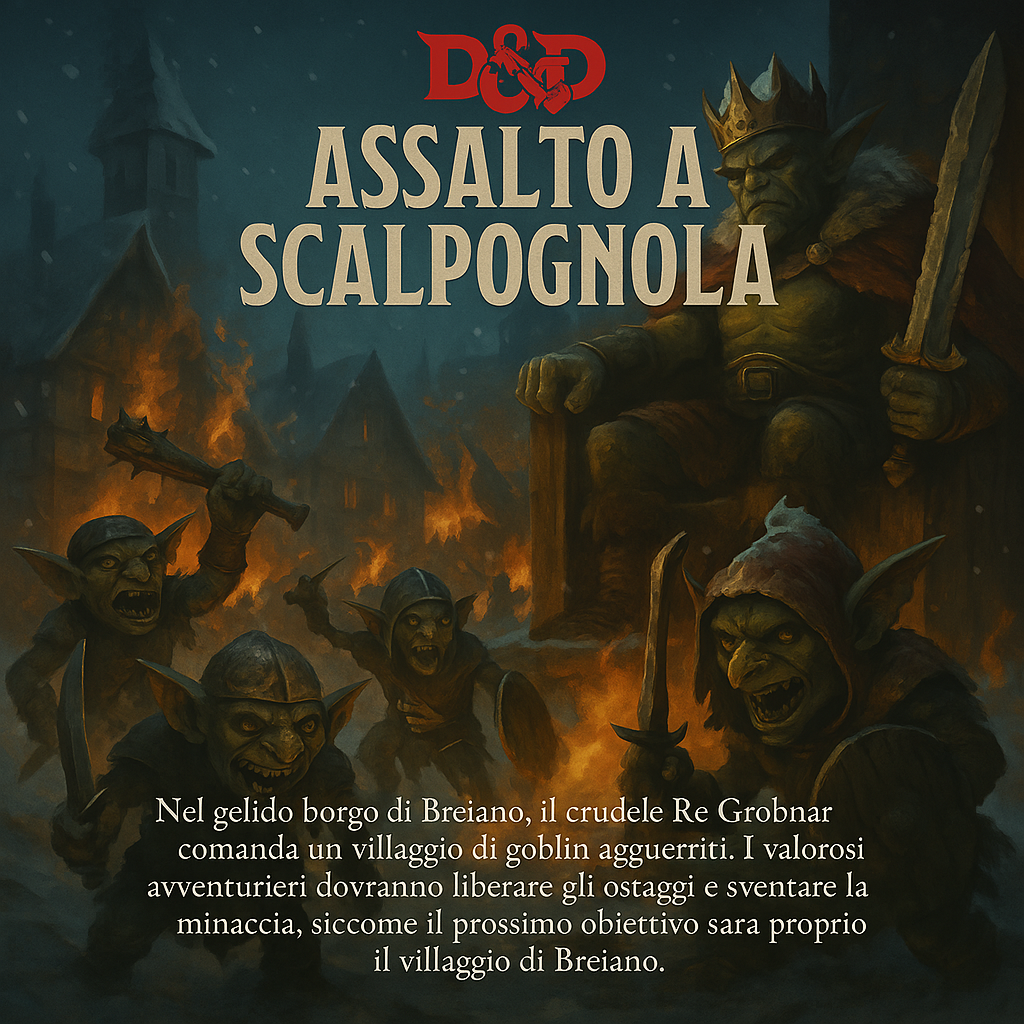 D&D
ASSALTO A
SCALPOGNOLA
Nel gelido borgo di Breiano, il crudele Re Grobnar
comanda un villaggio di goblin agguerriti. I valorosi
avventurieri dovranno liberare gli ostaggi e sventare la
minaccia, siccome il prossimo obiettivo sara proprio
il villaggio di Breiano.